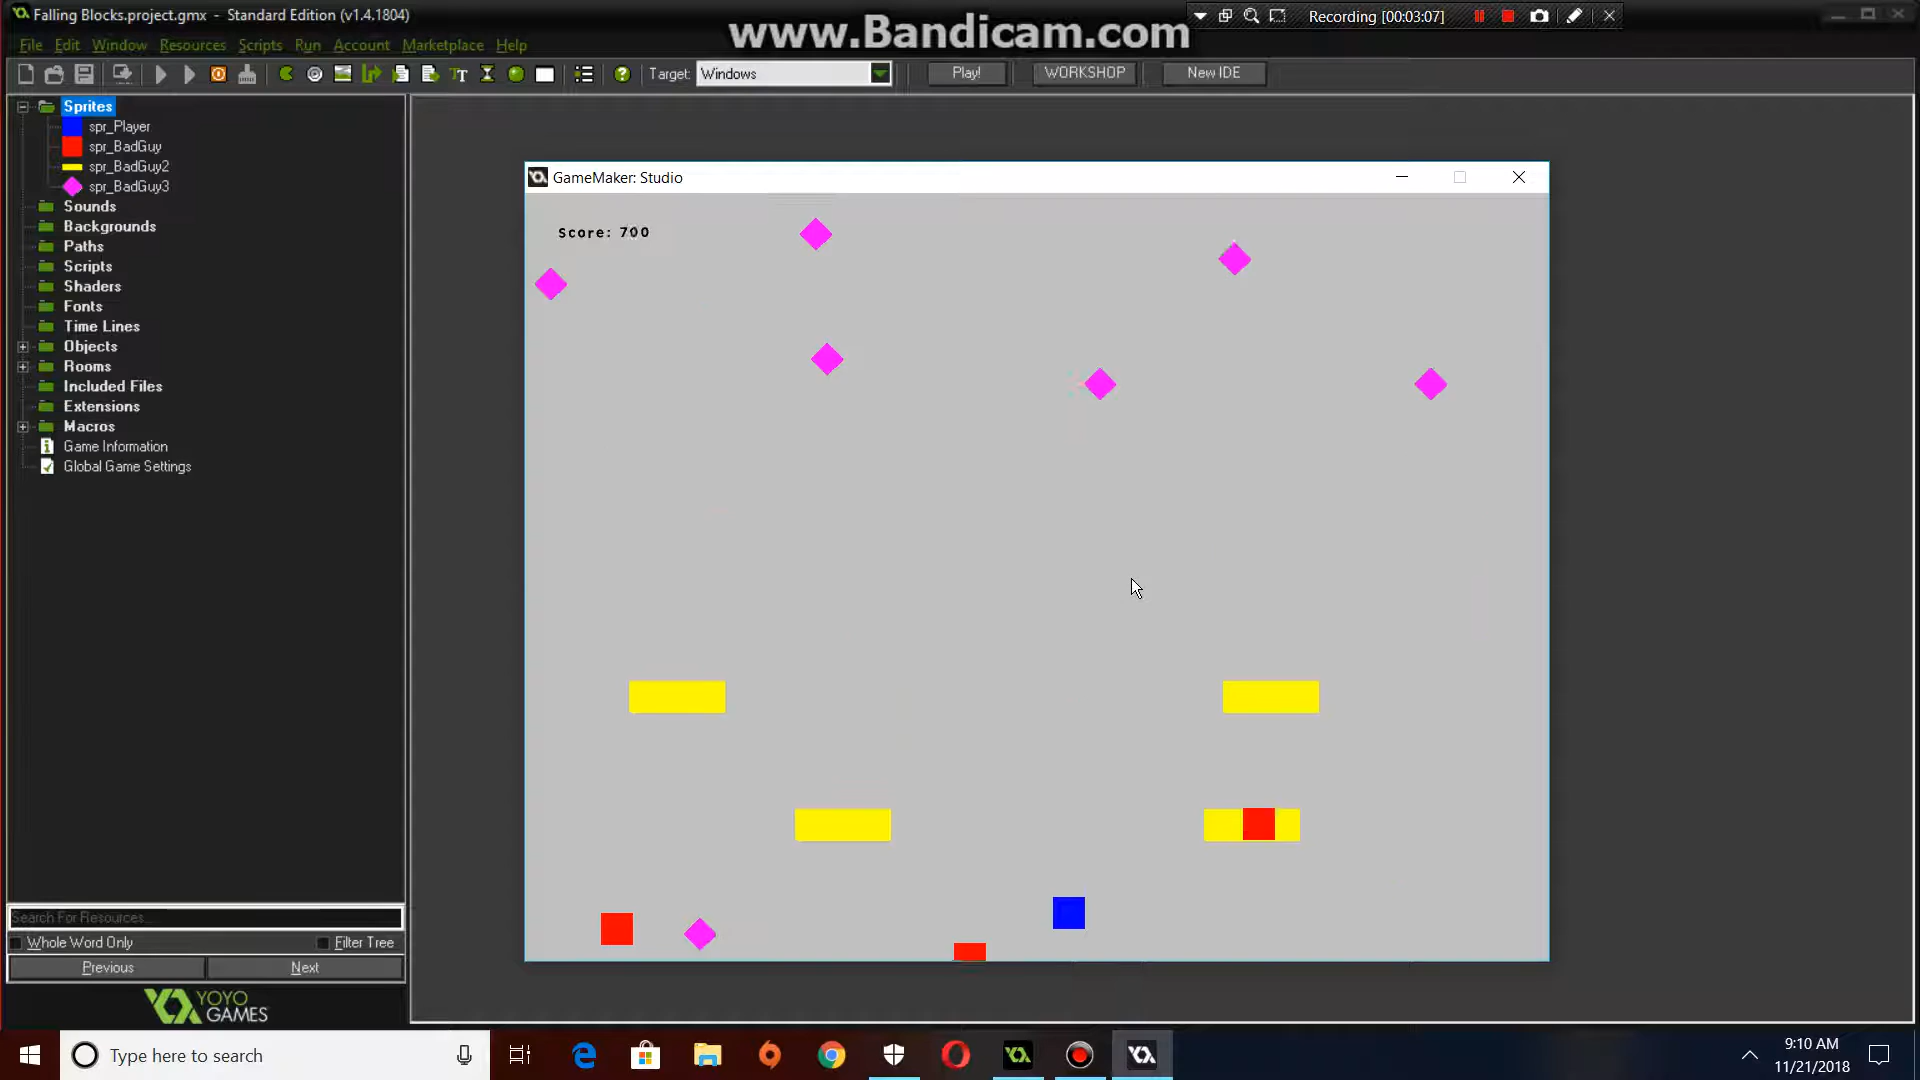 Falling Blocks.project.gmx - Standard Edition (v1.4.1804)
www.Bandicam.com
Recording [00:03:07]
File Edit Window Resources Scripts Run Account Marketplace Help
Target: Windows
Play!
WORKSHOP
New IDE
Sprites
spr_Player
spr_BadGuy
spr_BadGuy2
spr_BadGuy3
Sounds
Backgrounds
Paths
Scripts
Shaders
Fonts
Time Lines
Objects
Rooms
Included Files
Extensions
Macros
Game Information
Global Game Settings
GameMaker: Studio
Score: 700
Search For Resources...
Whole Word Only
Filter Tree
Previous
Next
YOYO
GAMES
Type here to search
9:10 AM
11/21/2018